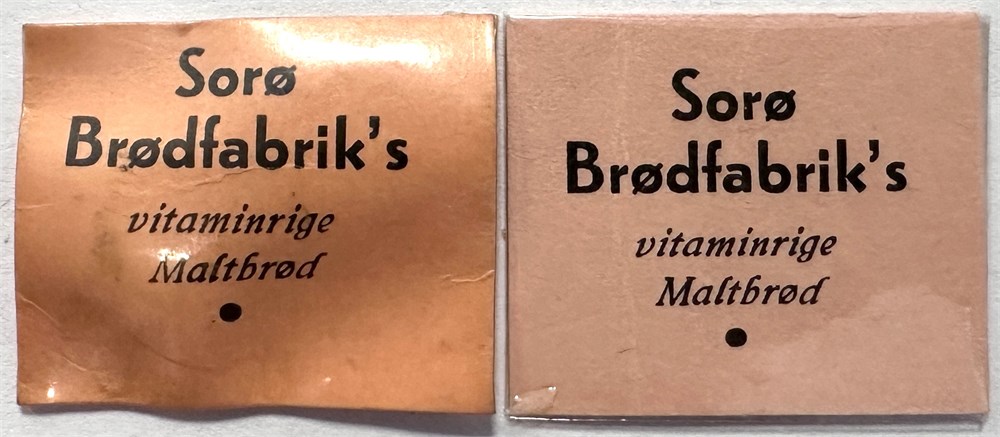 Sorø
Brødfabrik's
vitaminrige
Maltbrød
Sorø
Brødfabrik's
vitaminrige
Maltbrød